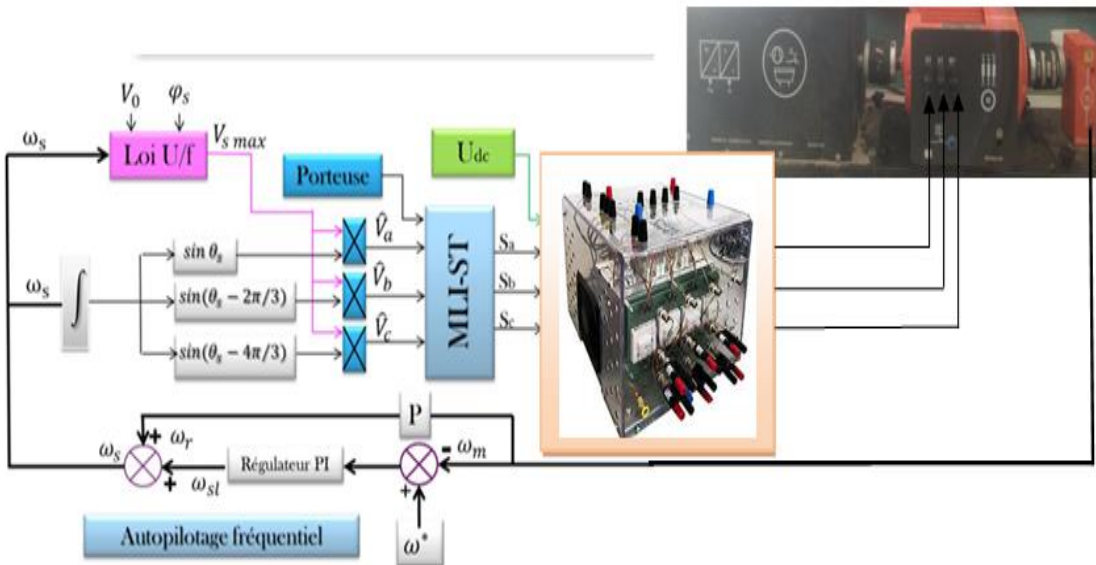 V₀ φₛ
ωₛ
Loi U/f
Vₛ ₘₐₓ
Porteuse
Udc
V̂a
sin θₛ
ωₛ
∫
sin(θₛ − 2π/3)
V̂b
sin(θₛ − 4π/3)
V̂c
MLI-ST
Sa
Sb
Sc
P
ωₛ
+
ωᵣ
+
ωₛₗ
Régulateur PI
-
ωₘ
+
ω*
Autopilotage fréquentiel